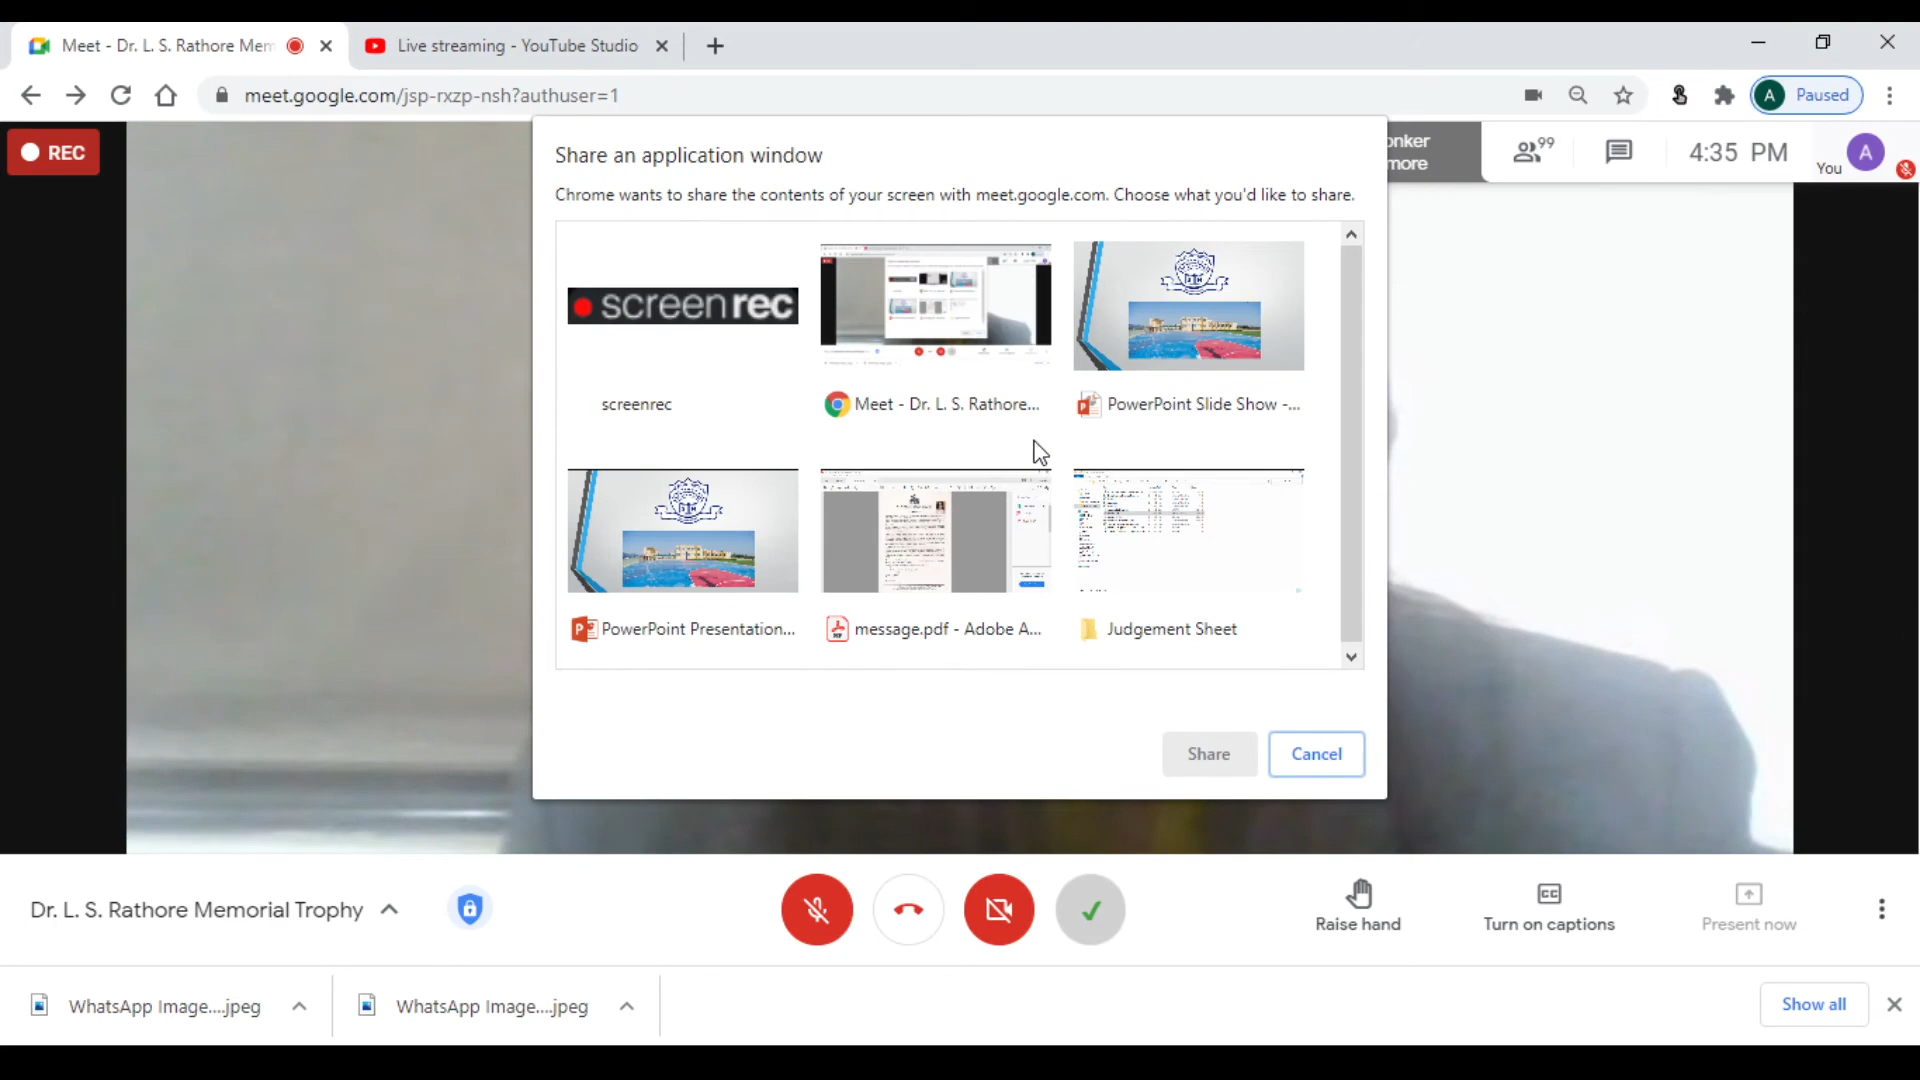 Meet - Dr. L. S. Rathore Mem
Live streaming - YouTube Studio
meet.google.com/jsp-rxzp-nsh?authuser=1
A Paused
REC
Share an application window
Chrome wants to share the contents of your screen with meet.google.com. Choose what you'd like to share.
onker
more
99
4:35 PM
You
A
screenrec
screenrec
Meet - Dr. L. S. Rathore...
PowerPoint Slide Show -...
PowerPoint Presentation...
message.pdf - Adobe A...
Judgement Sheet
Share
Cancel
Dr. L. S. Rathore Memorial Trophy
Raise hand
CC
Turn on captions
Present now
WhatsApp Image....jpeg
WhatsApp Image....jpeg
Show all